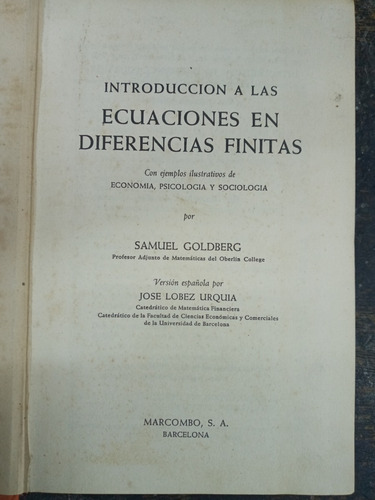 INTRODUCCION A LAS
ECUACIONES EN
DIFERENCIAS FINITAS
Con ejemplos ilustrativos de
ECONOMIA, PSICOLOGIA Y SOCIOLOGIA
por
SAMUEL GOLDBERG
Profesor Adjunto de Matemáticas del Oberlin College
Versión española por
JOSE LOBEZ URQUIA
Catedrático de Matemática Financiera
Catedrático de la Facultad de Ciencias Económicas y Comerciales
de la Universidad de Barcelona
MARCOMBO, S. A.
BARCELONA